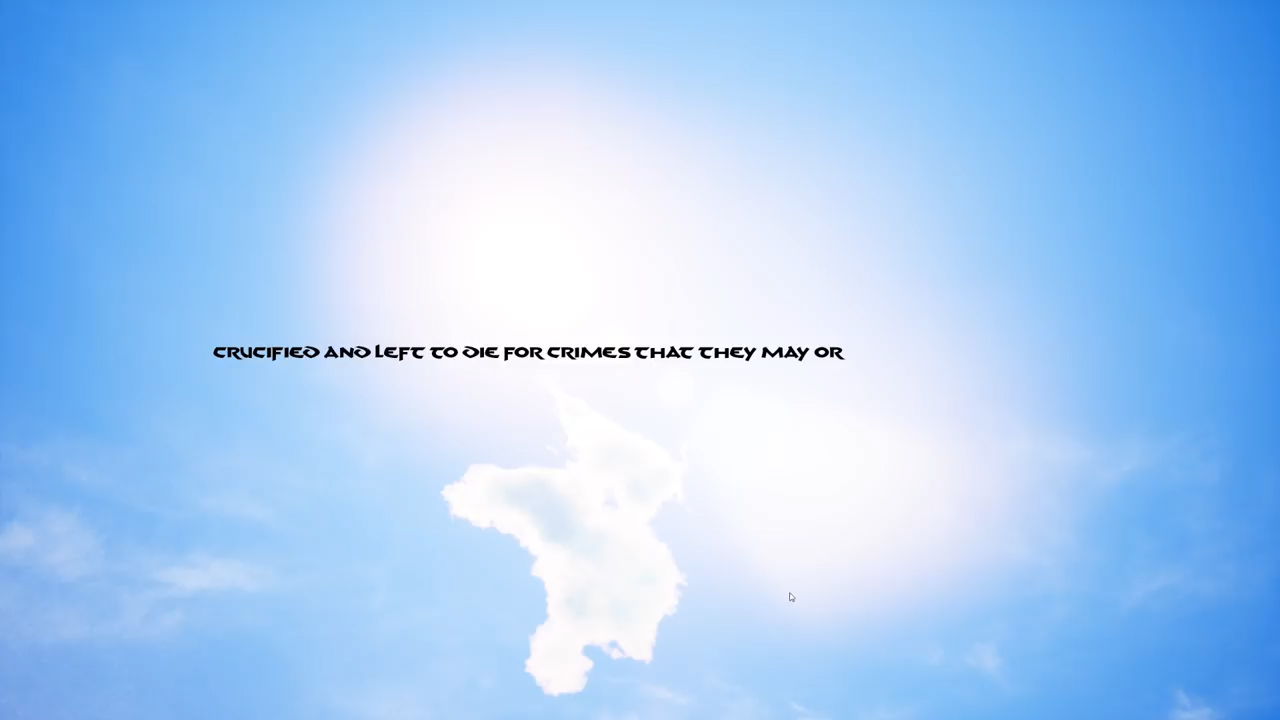 CRUCIFIED AND LEFT TO DIE FOR CRIMES THAT THEY MAY OR